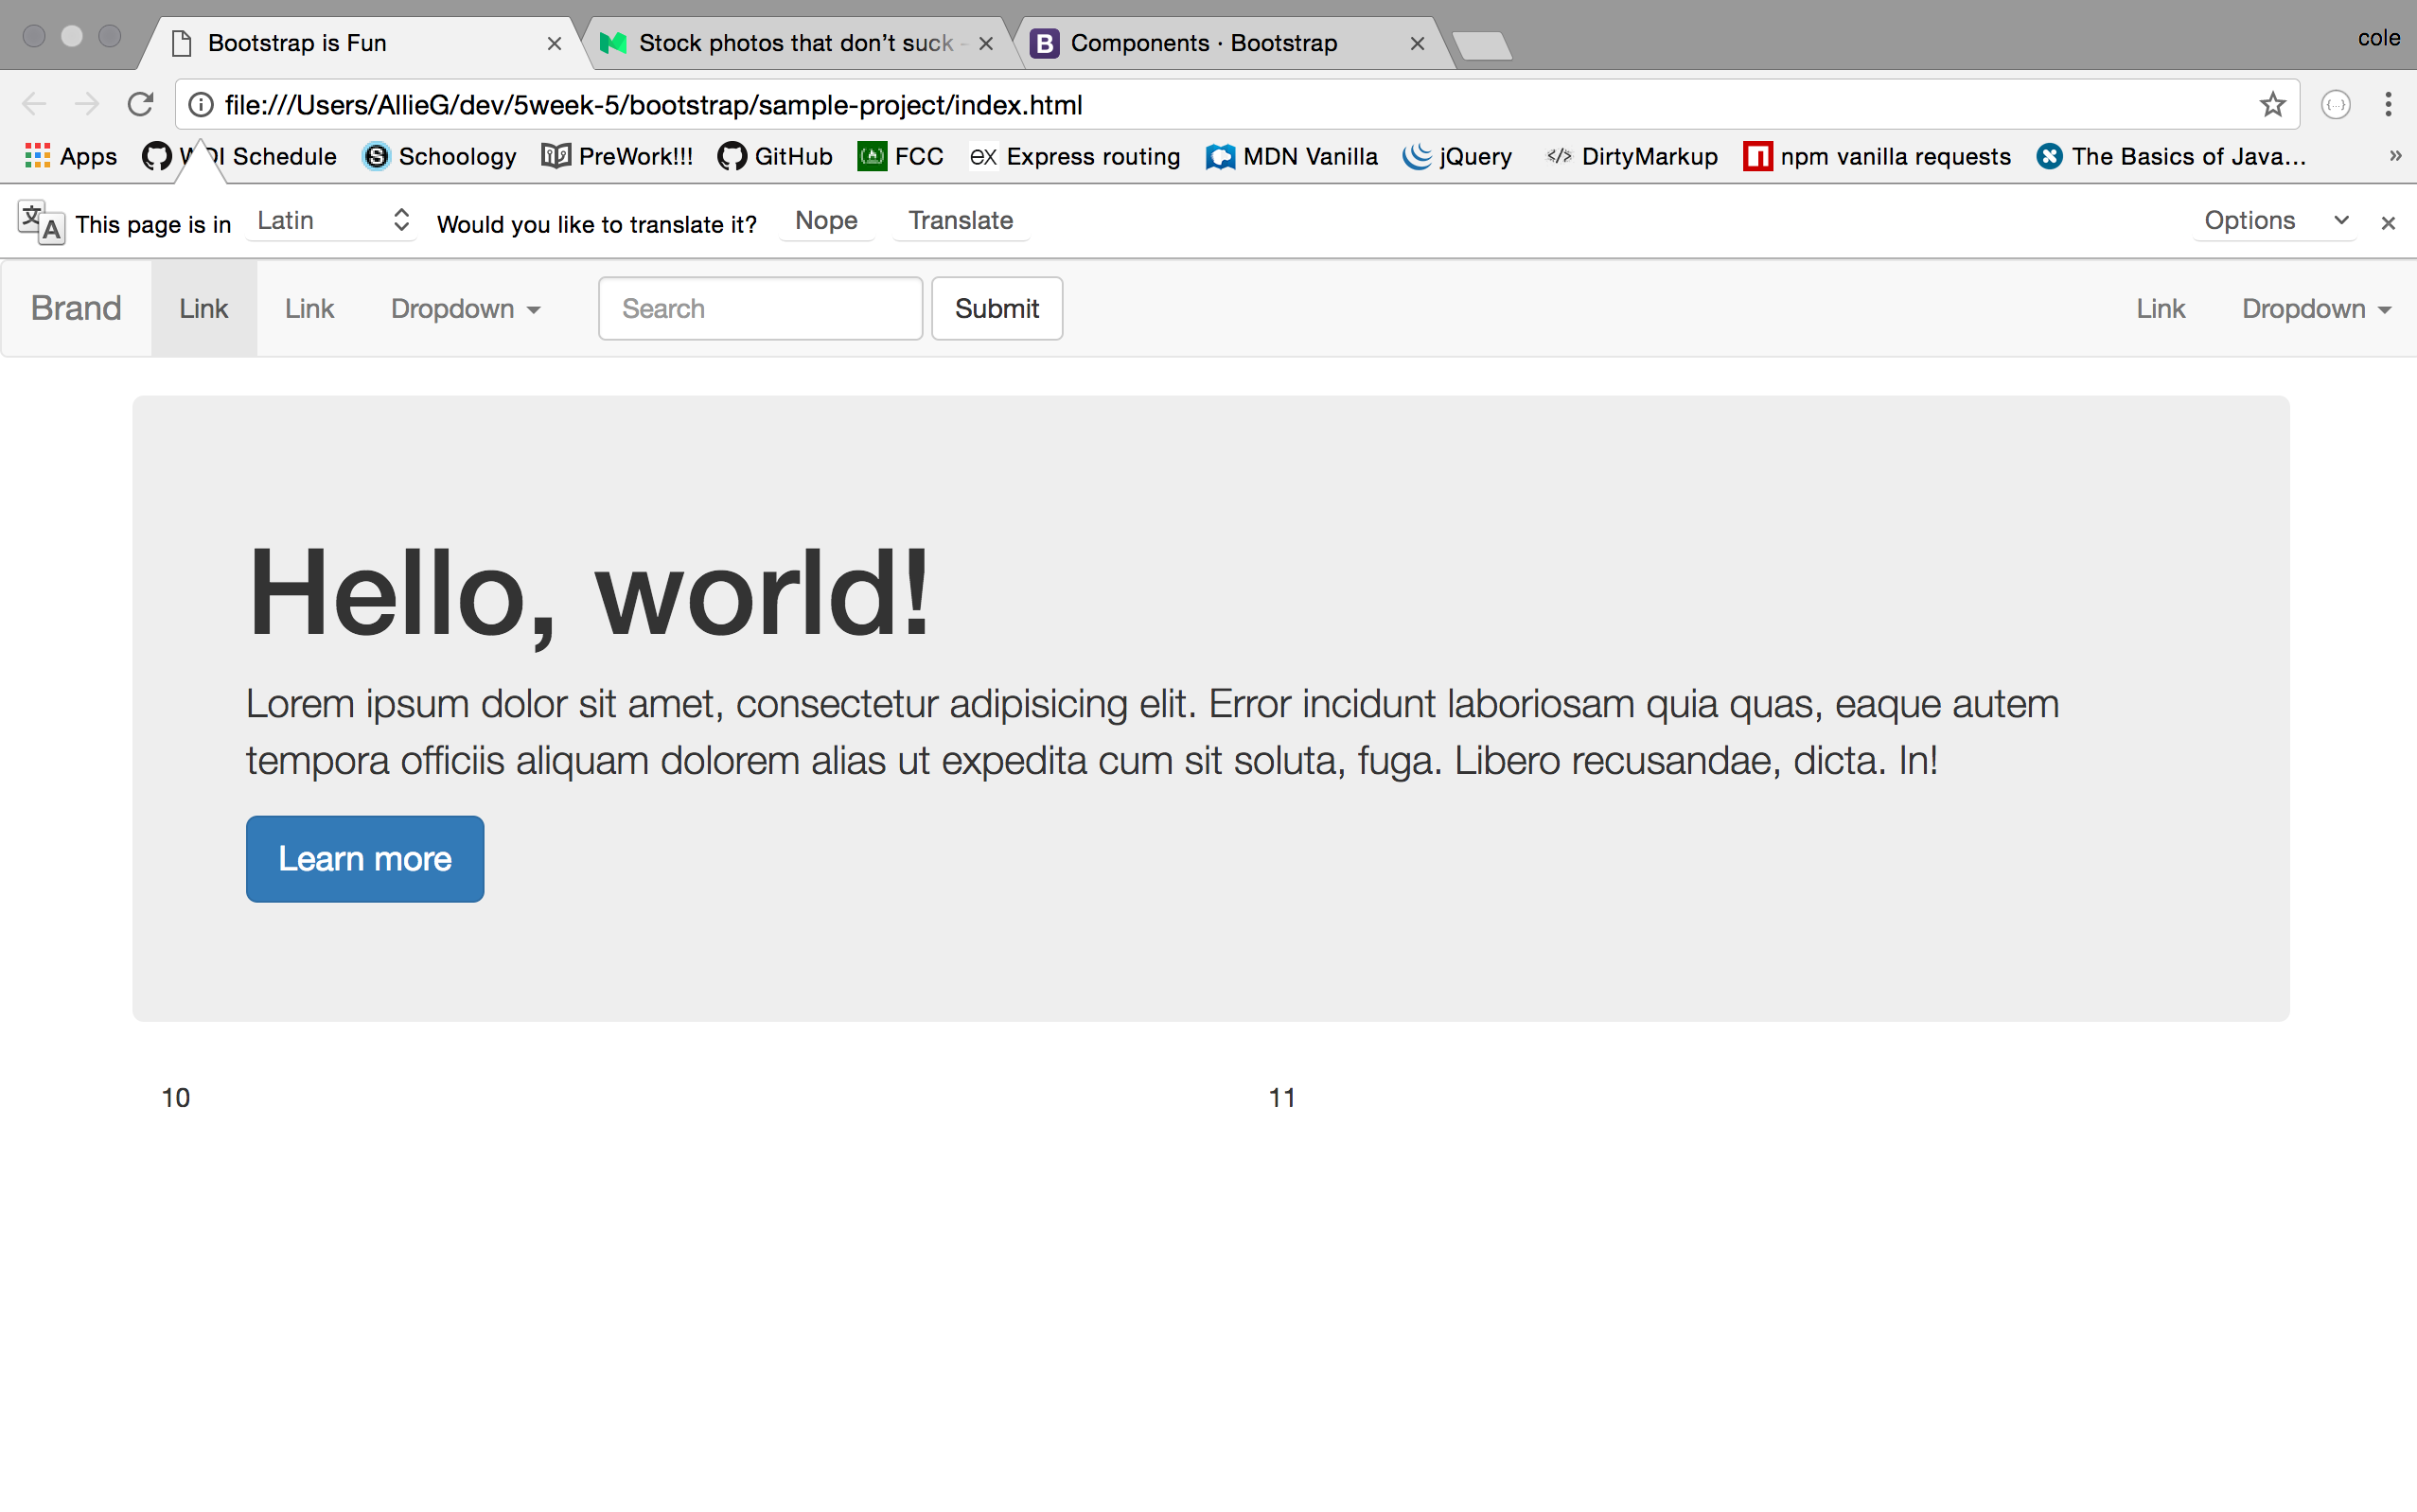 Bootstrap is Fun
Stock photos that don't suck -
Components · Bootstrap
cole
file:///Users/AllieG/dev/5week-5/bootstrap/sample-project/index.html
Apps
Schedule
Schoology
PreWork!!!
GitHub
FCC
ex Express routing
MDN Vanilla
jQuery
DirtyMarkup
npm vanilla requests
The Basics of Java...
»
This page is in Latin Would you like to translate it? Nope Translate Options
Brand Link Link Dropdown Search Submit Link Dropdown
Hello, world!
Lorem ipsum dolor sit amet, consectetur adipisicing elit. Error incidunt laboriosam quia quas, eaque autem
tempora officiis aliquam dolorem alias ut expedita cum sit soluta, fuga. Libero recusandae, dicta. In!
Learn more
10 11